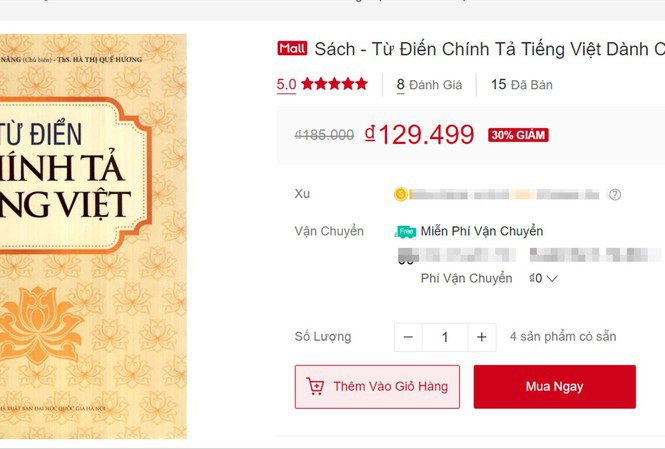 NĂNG (Chủ biên) - ThS. HÀ THỊ QUẾ HƯƠNG
TỪ ĐIỂN
HÍNH TẢ
NG VIỆT
XUẤT BẢN ĐẠI HỌC QUỐC GIA HÀ NỘI
Mall Sách - Từ Điển Chính Tả Tiếng Việt Dành C
5.0 8 Đánh Giá 15 Đã Bán
₫185.000 ₫129.499 30% GIẢM
Xu
Vận Chuyển Free Miễn Phí Vận Chuyển
Phí Vận Chuyển ₫0
Số Lượng − 1 + 4 sản phẩm có sẵn
Thêm Vào Giỏ Hàng Mua Ngay